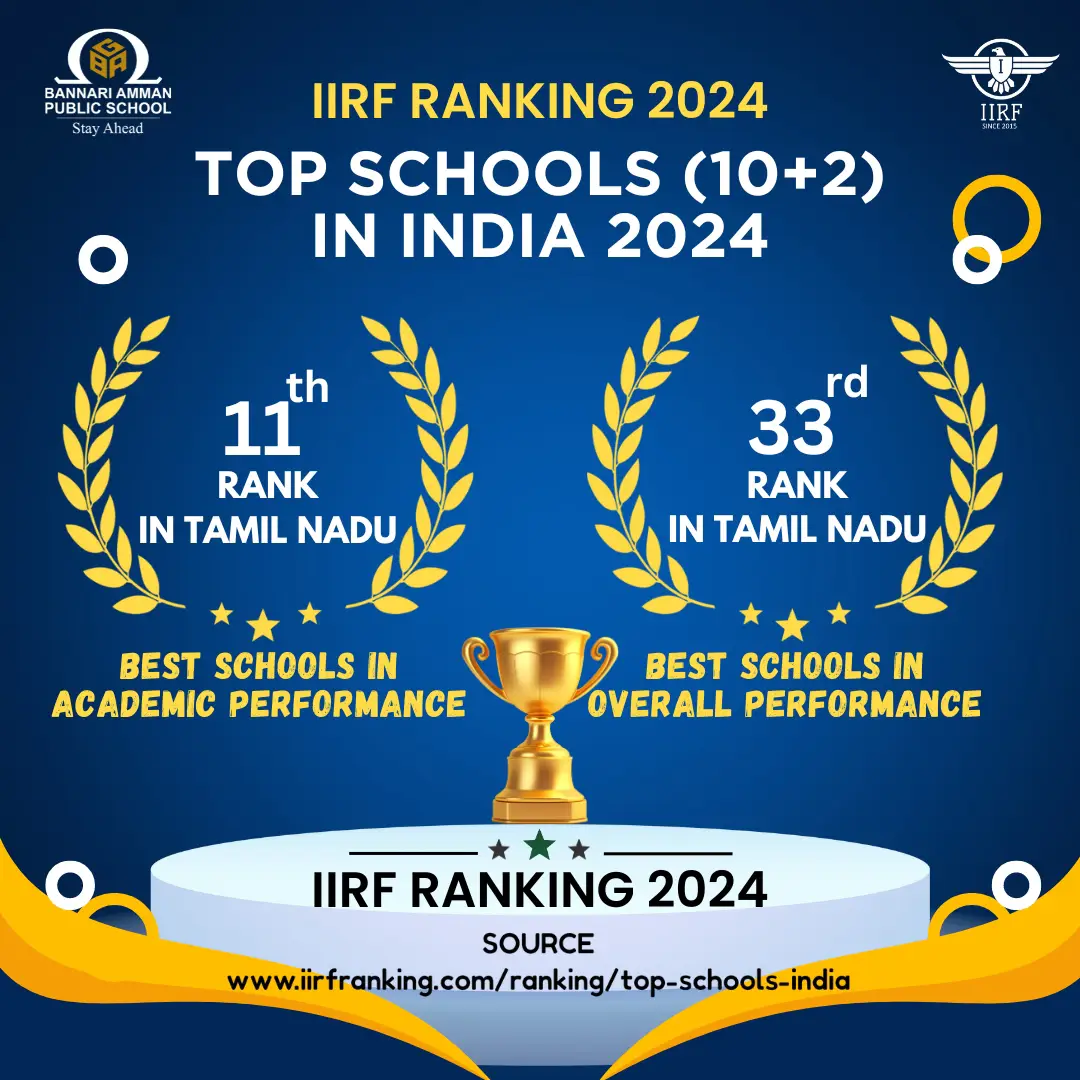 GBA
BANNARI AMMAN
PUBLIC SCHOOL
Stay Ahead
I
IIRF
SINCE 2015
IIRF RANKING 2024
TOP SCHOOLS (10+2)
IN INDIA 2024
11th
RANK
IN TAMIL NADU
BEST SCHOOLS IN
ACADEMIC PERFORMANCE
33rd
RANK
IN TAMIL NADU
BEST SCHOOLS IN
OVERALL PERFORMANCE
IIRF RANKING 2024
SOURCE
www.iirfranking.com/ranking/top-schools-india